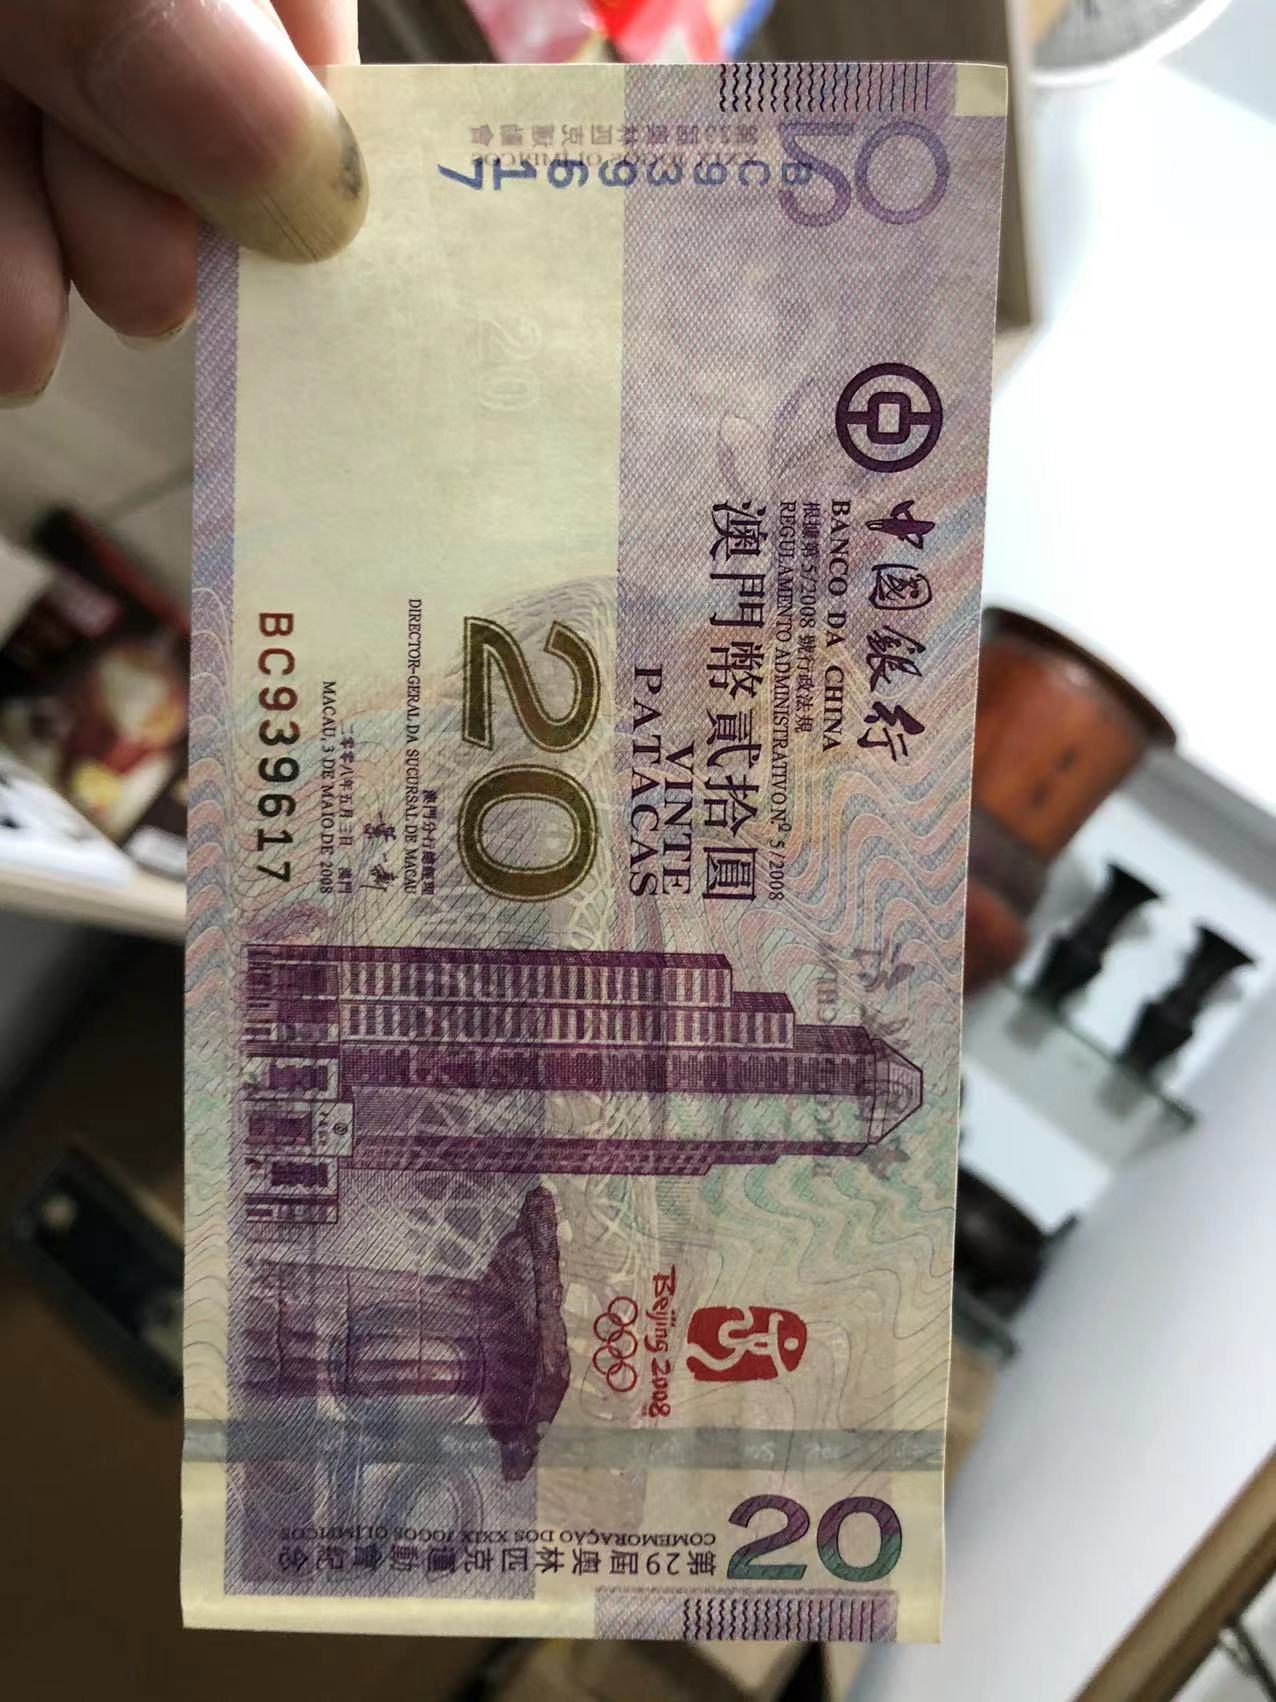 中國銀行
BANCO DA CHINA
根據第 5/2008 號行政法規
REGULAMENTO ADMINISTRATIVO Nº 5/2008
澳門幣貳拾圓
VINTE
PATACAS
20
澳門分行總經理
DIRECTOR-GERAL DA SUCURSAL DE MACAU
二零零八年五月三日 澳門
MACAU, 3 DE MAIO DE 2008
BC939617
BC939617
20
Beijing 2008
20
COMEMORAÇÃO DOS XXIX JOGOS OLÍMPICOS
第29屆奧林匹克運動會紀念
20